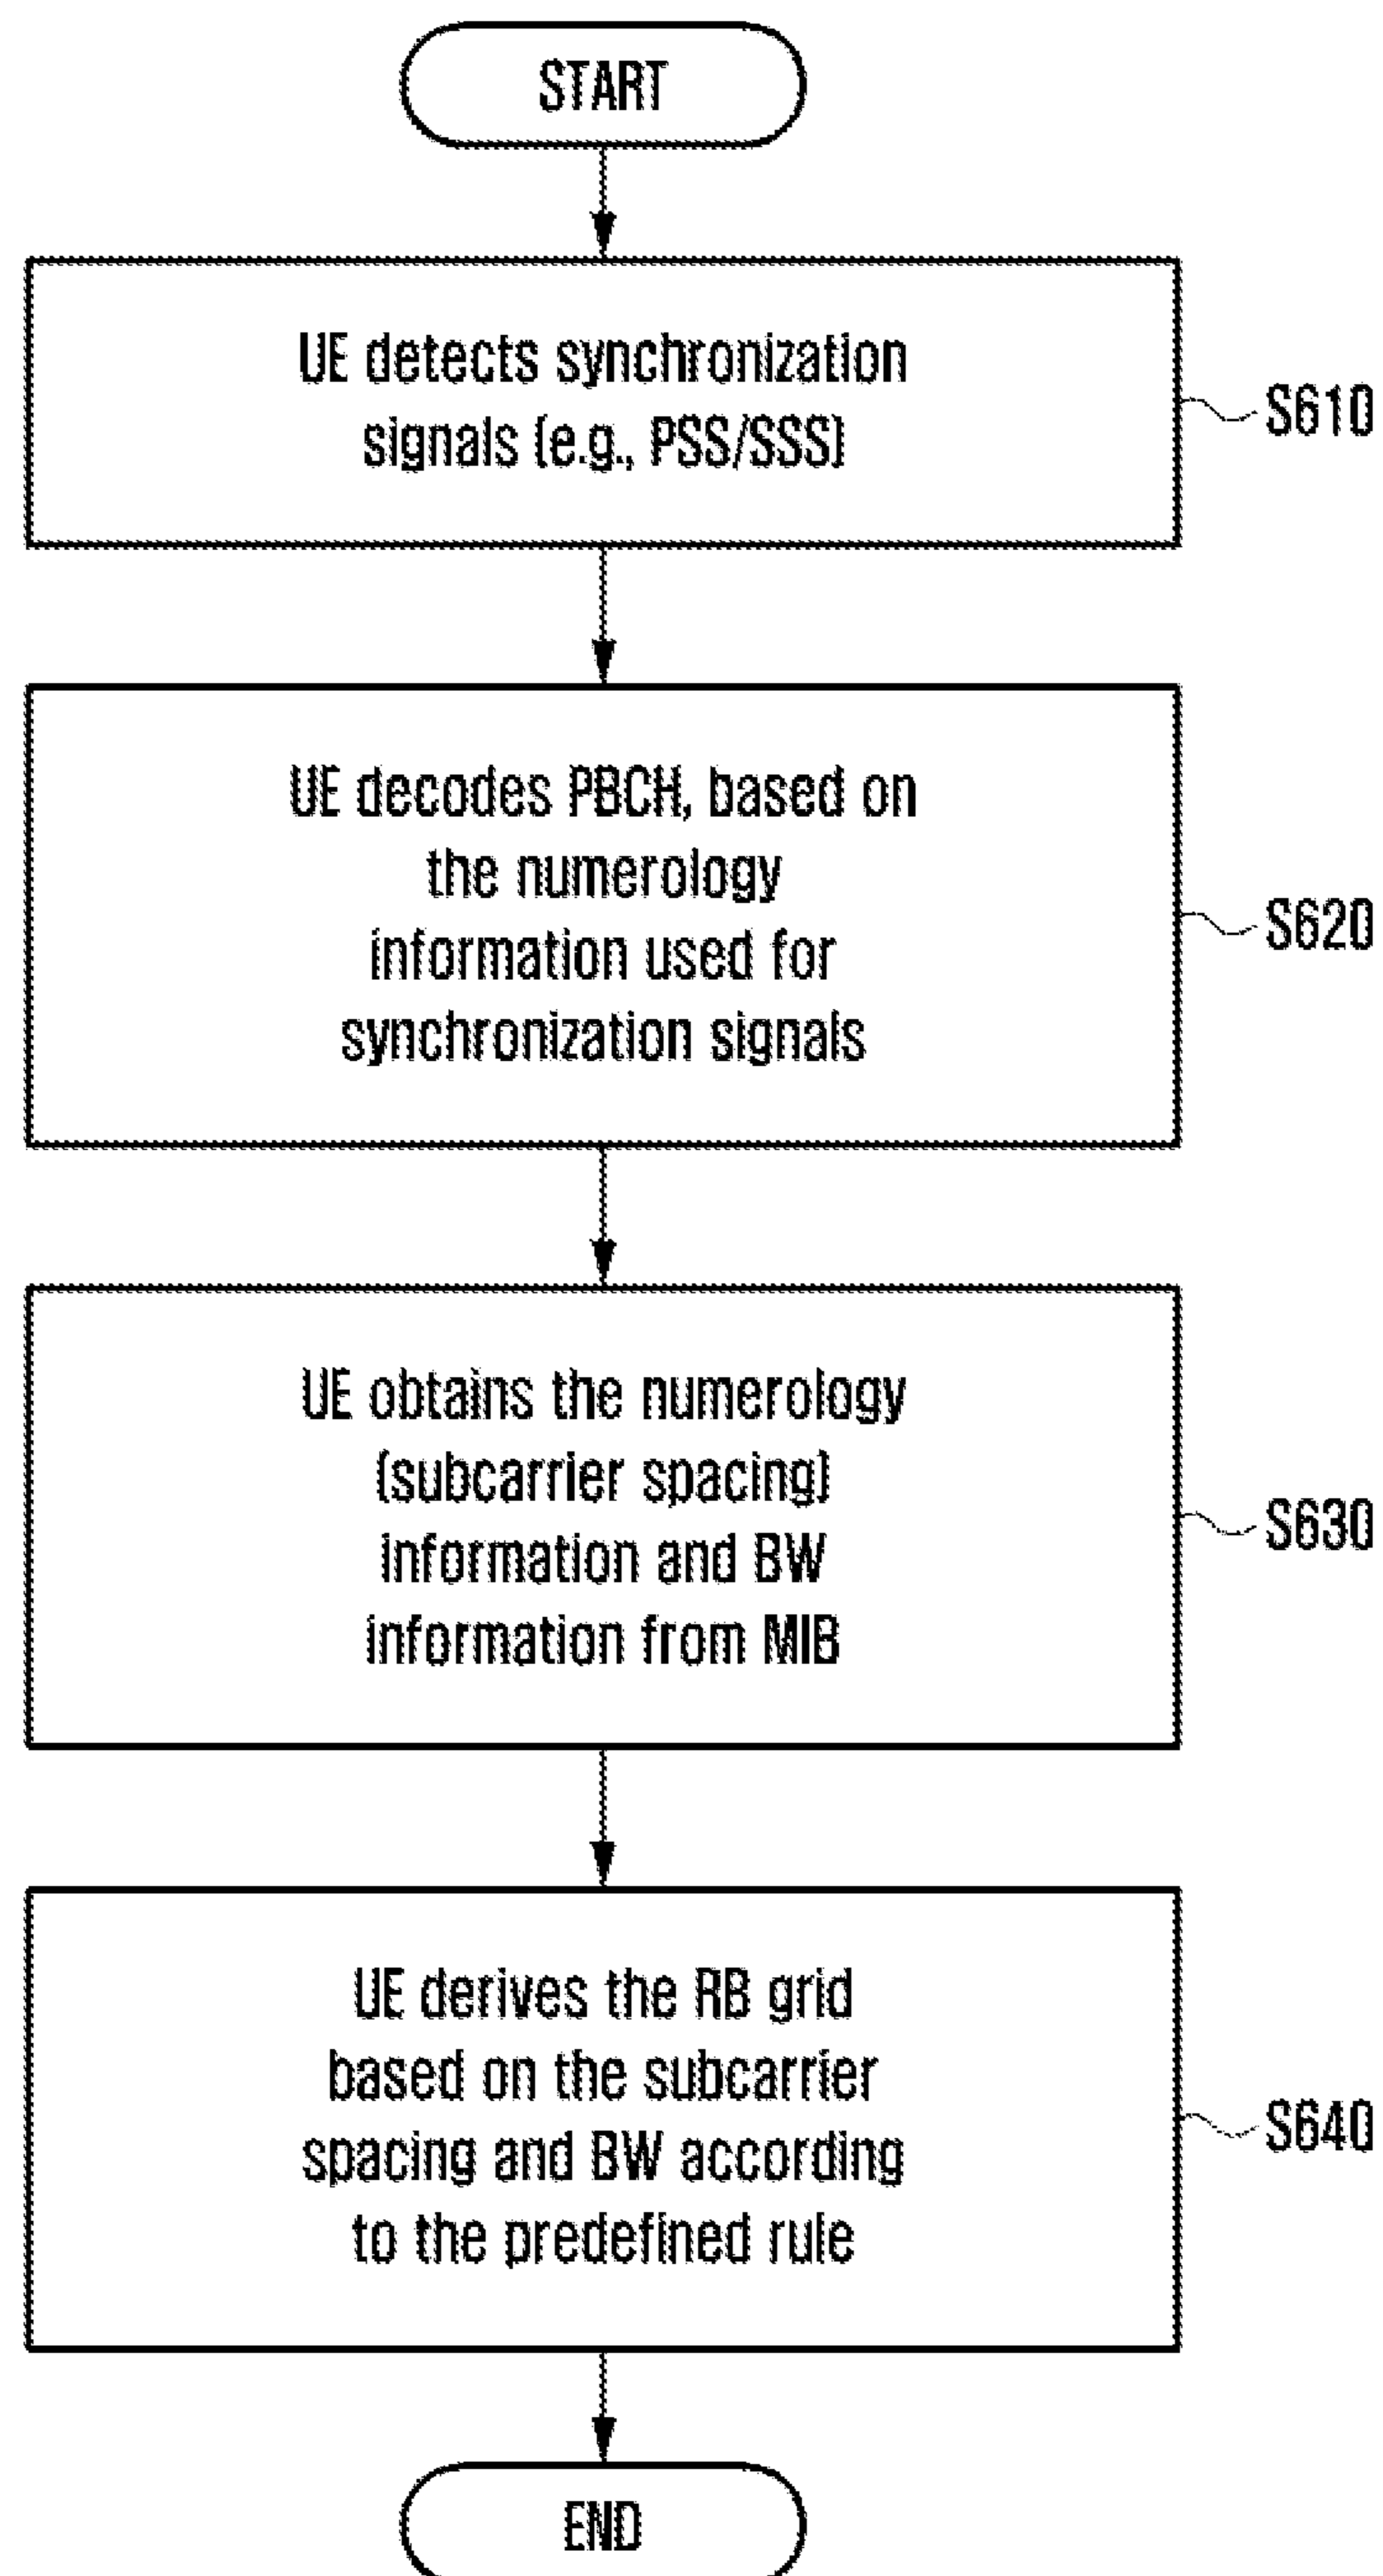 START
UE detects synchronization
signals (e.g., PSS/SSS)
S610
UE decodes PBCH, based on
the numerology
information used for
synchronization signals
S620
UE obtains the numerology
(subcarrier spacing)
information and BW
information from MIB
S630
UE derives the RB grid
based on the subcarrier
spacing and BW according
to the predefined rule
S640
END